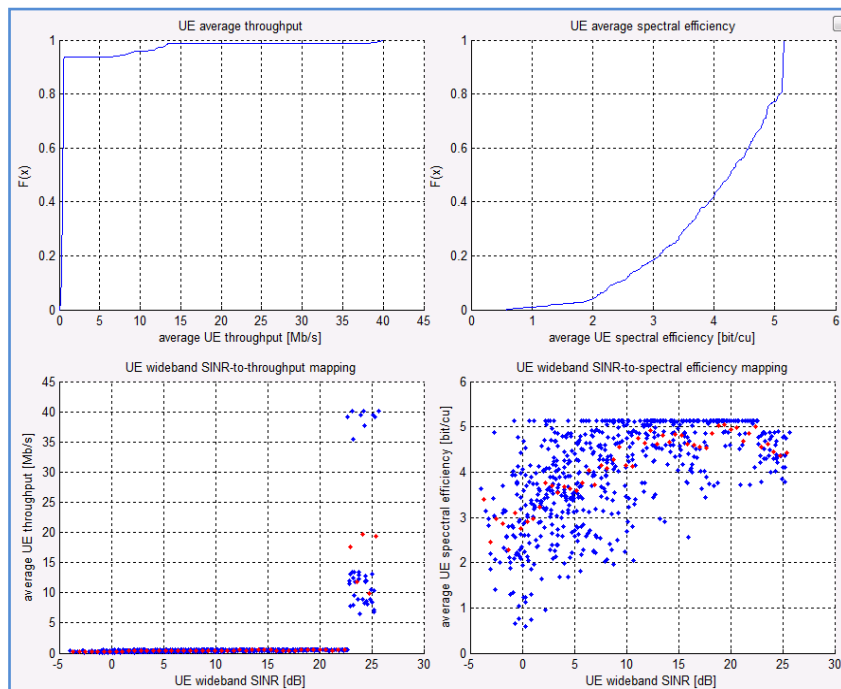 UE average throughput
1
0.8
0.6
0.4
0.2
0
F(x)
0 5 10 15 20 25 30 35 40 45
average UE throughput [Mb/s]
UE average spectral efficiency
1
0.8
0.6
0.4
0.2
0
F(x)
0 1 2 3 4 5 6
average UE spectral efficiency [bit/cu]
UE wideband SINR-to-throughput mapping
45
40
35
30
25
20
15
10
5
0
average UE throughput [Mb/s]
-5 0 5 10 15 20 25 30
UE wideband SINR [dB]
UE wideband SINR-to-spectral efficiency mapping
6
5
4
3
2
1
0
average UE specctral efficiency [bit/cu]
-5 0 5 10 15 20 25 30
UE wideband SINR [dB]